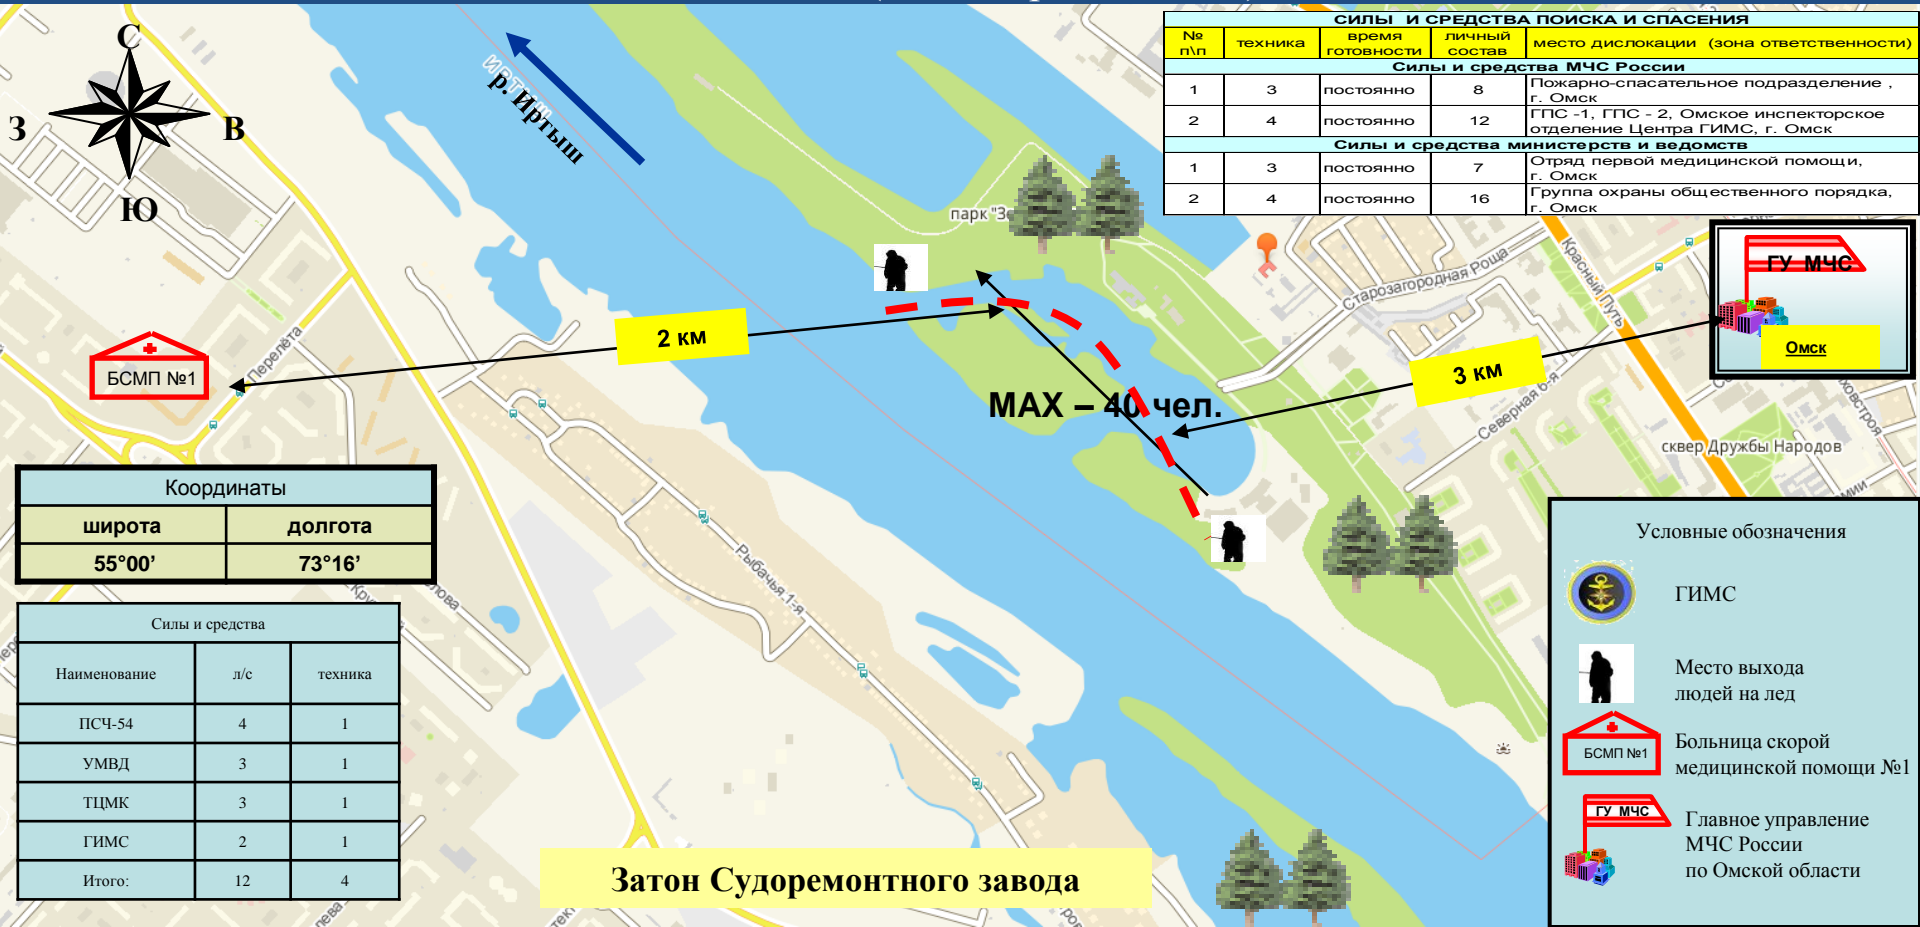 С
З
В
Ю
ИРТЫШ
р. Иртыш
СИЛЫ И СРЕДСТВА ПОИСКА И СПАСЕНИЯ
№ п\п техника время готовности личный состав место дислокации (зона ответственности)
Силы и средства МЧС России
1 3 постоянно 8 Пожарно-спасательное подразделение ,
г. Омск
2 4 постоянно 12 ГПС -1, ГПС - 2, Омское инспекторское
отделение Центра ГИМС, г. Омск
Силы и средства министерств и ведомств
1 3 постоянно 7 Отряд первой медицинской помощи,
г. Омск
2 4 постоянно 16 Группа охраны общественного порядка,
г. Омск
парк "Зе
Старозагородная Роща
Красный Путь
ГУ МЧС
Омск
2 км
3 км
БСМП №1
Перелёта
МАХ – 40 чел.
Северная 6-я
сквер Дружбы Народов
Координаты
широта долгота
55°00’ 73°16’
Рыбачья 1-я
Силы и средства
Наименование л/с техника
ПСЧ-54 4 1
УМВД 3 1
ТЦМК 3 1
ГИМС 2 1
Итого: 12 4
Затон Судоремонтного завода
Условные обозначения
ГИМС
Место выхода
людей на лед
БСМП №1
Больница скорой
медицинской помощи №1
ГУ МЧС
Главное управление
МЧС России
по Омской области